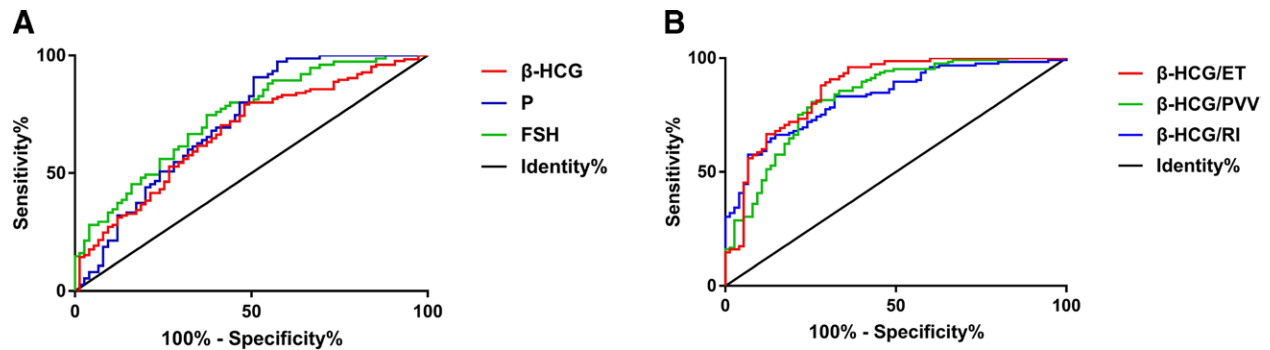 A
Sensitivity%
100
50
0
0
50
100
100% - Specificity%
β-HCG
P
FSH
Identity%
B
Sensitivity%
100
50
0
0
50
100
100% - Specificity%
β-HCG/ET
β-HCG/PVV
β-HCG/RI
Identity%